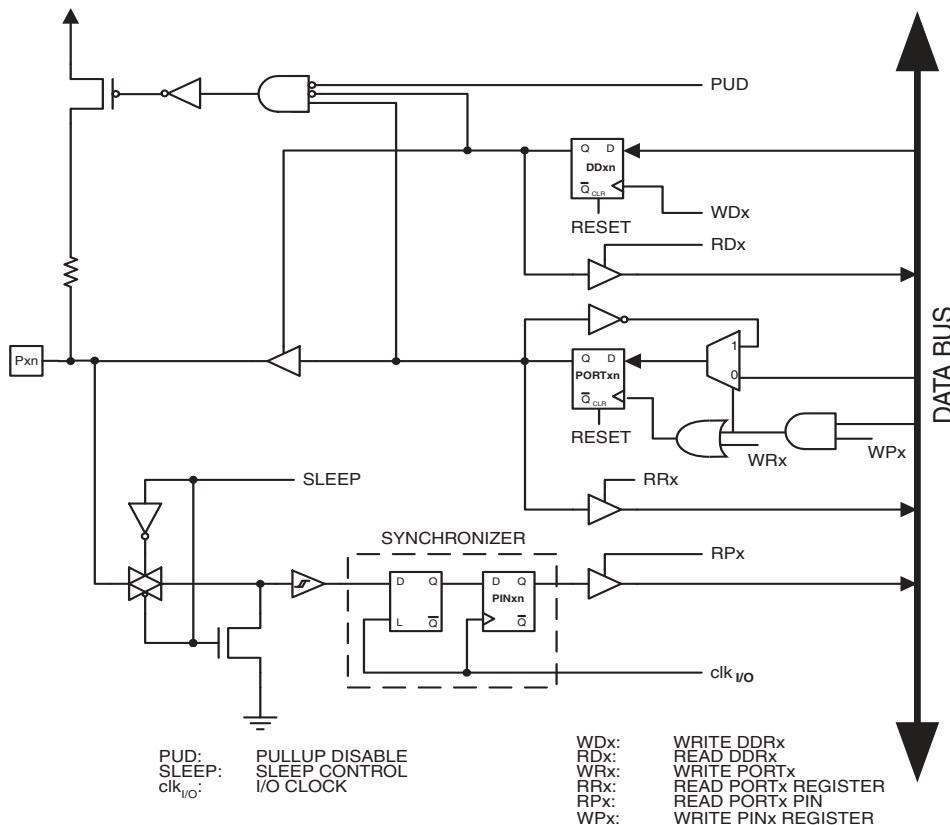 PUD
Q D
DDxn
Q CLR
WDx
RESET
RDx
Pxn
1
Q D
PORTxn
0
Q CLR
RESET
WRx
WPx
DATA BUS
SLEEP
RRx
SYNCHRONIZER
RPx
D Q
L Q
D Q
PINxn
Q
clk I/O
PUD: PULLUP DISABLE
SLEEP: SLEEP CONTROL
clkI/O: I/O CLOCK
WDx: WRITE DDRx
RDx: READ DDRx
WRx: WRITE PORTx
RRx: READ PORTx REGISTER
RPx: READ PORTx PIN
WPx: WRITE PINx REGISTER